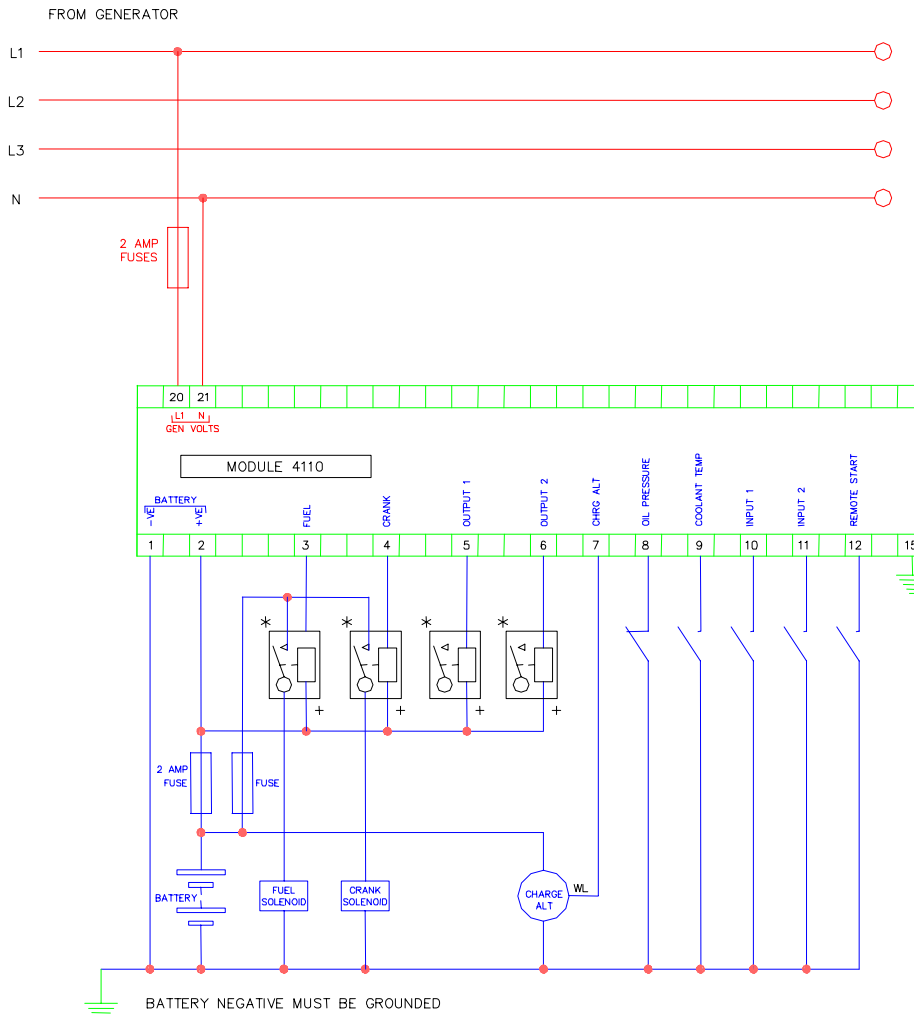 FROM GENERATOR
L1
L2
L3
N
2 AMP
FUSES
20 21
L1 N
GEN VOLTS
MODULE 4110
BATTERY
-VE
+VE
FUEL
CRANK
OUTPUT 1
OUTPUT 2
CHRG ALT
OIL PRESSURE
COOLANT TEMP
INPUT 1
INPUT 2
REMOTE START
1 2 3 4 5 6 7 8 9 10 11 12 15
* * * *
+ + + +
2 AMP
FUSE
FUSE
BATTERY
FUEL
SOLENOID
CRANK
SOLENOID
CHARGE
ALT
WL
BATTERY NEGATIVE MUST BE GROUNDED